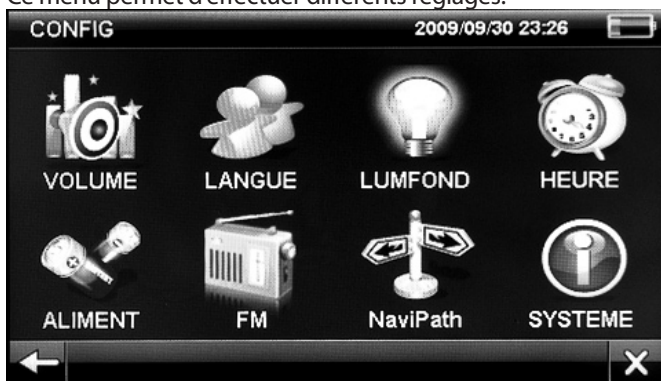 Ce menu permet d'effectuer différents réglages.
CONFIG 2009/09/30 23:26
VOLUME LANGUE LUMFOND HEURE
ALIMENT FM NaviPath SYSTEME